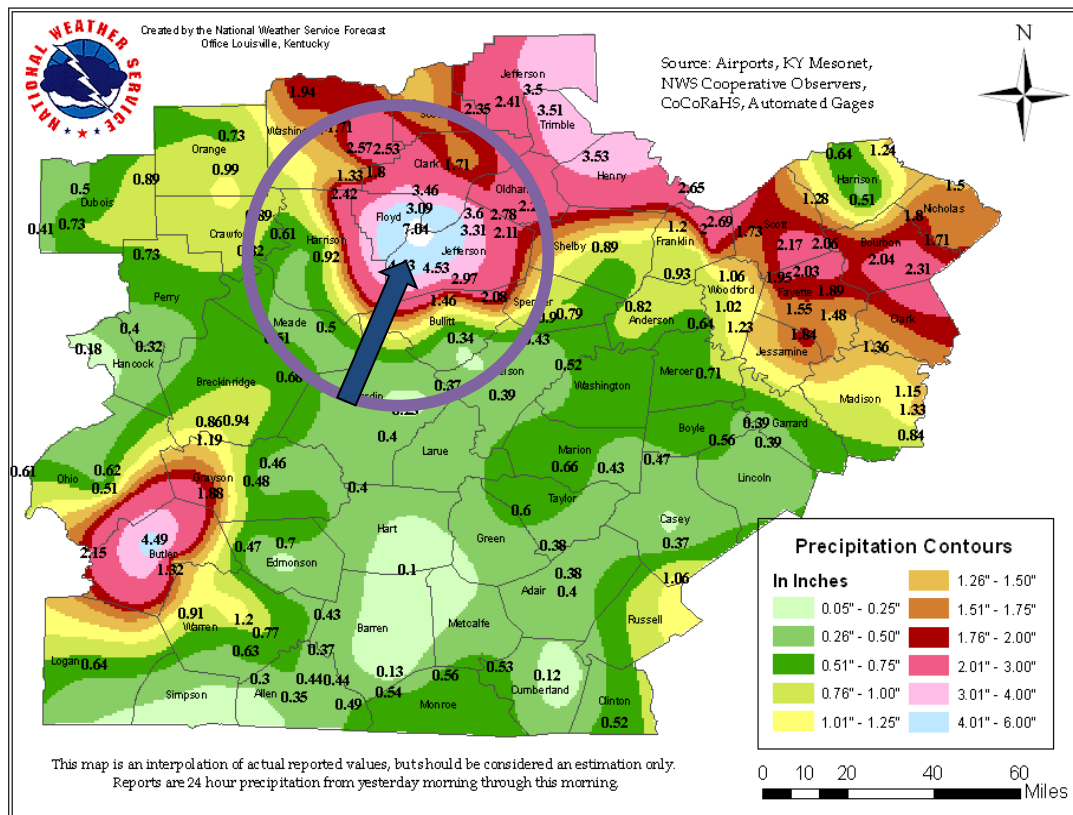 NATIONAL WEATHER SERVICE
Created by the National Weather Service Forecast
Office Louisville, Kentucky
N
Source: Airports, KY Mesonet,
NWS Cooperative Observers,
CoCoRaHS, Automated Gages
Jefferson
1.94
3.5
2.41
2.35
3.51
Trimble
0.73
Orange
1.71
2.57 2.53
Clark
1.71
3.53
Henry
0.64
1.24
Harrison
0.99
0.89
1.33 1.8
0.5
Dubois
2.42
3.46
Oldham
2.65
1.28
0.51
1.5
Nicholas
0.41 0.73
3.09
Floyd
3.6 2.78
7.04
3.31 2.11
Jefferson
0.61
Harrison
0.92
0.73
4.53
2.97
Shelby
0.89
1.2
Franklin
2.69
1.73
Scott
2.17 2.06
1.8
Bourbon
1.71
2.04
2.31
Perry
1.46
2.08
Bullitt
0.93
1.06
Woodford
1.02
1.95 2.03
Fayette
1.89
Clark
0.4
0.18
0.32
Hancock
Meade
0.5
0.34
0.79
0.82
Anderson
0.64
1.23
1.55
1.48
1.84
Jessamine
1.36
Breckinridge
0.68
0.37
0.39
0.52
Washington
Mercer
0.71
Madison
1.15
1.33
0.84
0.86 0.94
1.19
0.4
Larue
Boyle
0.56
0.39
Garrard
0.39
0.61
Ohio
0.62
0.51
Grayson
1.88
0.46
0.48
0.4
Marion
0.66
0.43
0.47
Lincoln
Taylor
0.6
Casey
0.37
4.49
Butler
2.15
1.32
0.47
0.7
Edmonson
Hart
0.1
Green
0.38
0.38
0.4
Adair
1.06
Russell
0.91
Warren
1.2
0.77
0.63
0.43
0.37
Barren
Metcalfe
Logan
0.64
Simpson
0.3
Allen
0.35
0.44 0.44
0.49
0.13
0.54
0.56
Monroe
0.53
0.12
Cumberland
Clinton
0.52
Precipitation Contours
In Inches
0.05" - 0.25"
0.26" - 0.50"
0.51" - 0.75"
0.76" - 1.00"
1.01" - 1.25"
1.26" - 1.50"
1.51" - 1.75"
1.76" - 2.00"
2.01" - 3.00"
3.01" - 4.00"
4.01" - 6.00"
This map is an interpolation of actual reported values, but should be considered an estimation only.
Reports are 24 hour precipitation from yesterday morning through this morning.
0 10 20 40 60
Miles